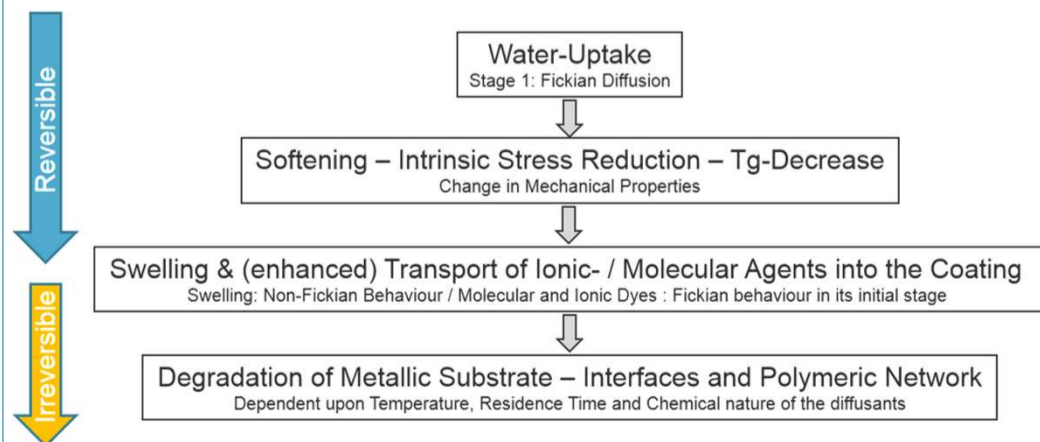 Reversible
Irreversible
Water-Uptake
Stage 1: Fickian Diffusion
Softening – Intrinsic Stress Reduction – Tg-Decrease
Change in Mechanical Properties
Swelling & (enhanced) Transport of Ionic- / Molecular Agents into the Coating
Swelling: Non-Fickian Behaviour / Molecular and Ionic Dyes : Fickian behaviour in its initial stage
Degradation of Metallic Substrate – Interfaces and Polymeric Network
Dependent upon Temperature, Residence Time and Chemical nature of the diffusants